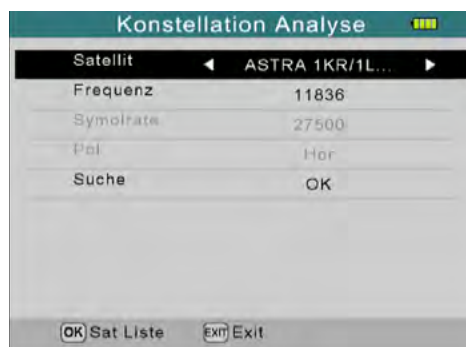 Konstellation Analyse
Satellit ASTRA 1KR/1L...
Frequenz 11836
Symolrate 27500
Pol Hor
Suche OK
OK Sat Liste EXIT Exit